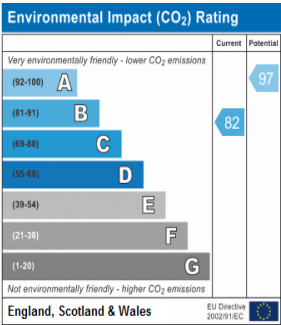 Environmental Impact (CO2) Rating
Current Potential
Very environmentally friendly - lower CO2 emissions
(92-100) A 97
(81-91) B 82
(69-80) C
(55-68) D
(39-54) E
(21-38) F
(1-20) G
Not environmentally friendly - higher CO2 emissions
England, Scotland & Wales
EU Directive
2002/91/EC